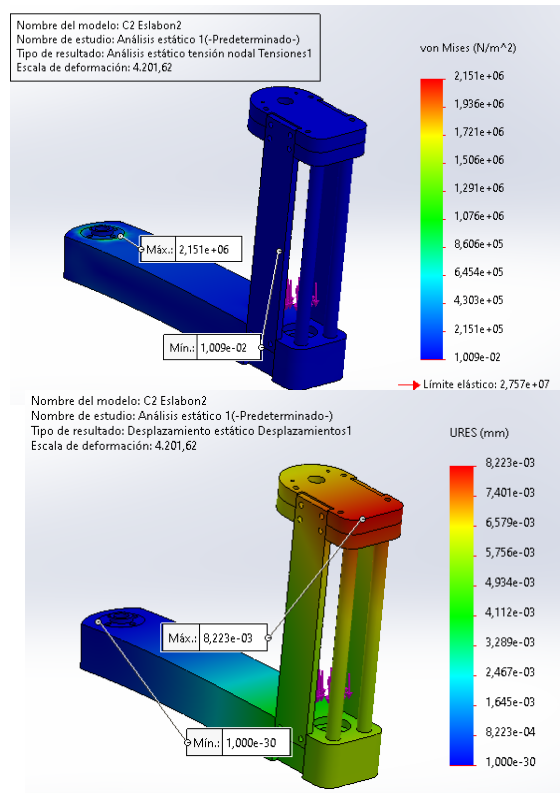 Nombre del modelo: C2 Eslabon2
Nombre de estudio: Análisis estático 1(-Predeterminado-)
Tipo de resultado: Análisis estático tensión nodal Tensiones1
Escala de deformación: 4.201,62
von Mises (N/m^2)
2,151e+06
1,936e+06
1,721e+06
1,506e+06
1,291e+06
1,076e+06
8,605e+05
6,454e+05
4,303e+05
2,151e+05
1,009e-02
Límite elástico: 2,757e+07
Máx.: 2,151e+06
Mín.: 1,009e-02
Nombre del modelo: C2 Eslabon2
Nombre de estudio: Análisis estático 1(-Predeterminado-)
Tipo de resultado: Desplazamiento estático Desplazamientos1
Escala de deformación: 4.201,62
URES (mm)
8,223e-03
7,401e-03
6,579e-03
5,756e-03
4,934e-03
4,112e-03
3,289e-03
2,467e-03
1,645e-03
8,223e-04
1,000e-30
Máx.: 8,223e-03
Mín.: 1,000e-30